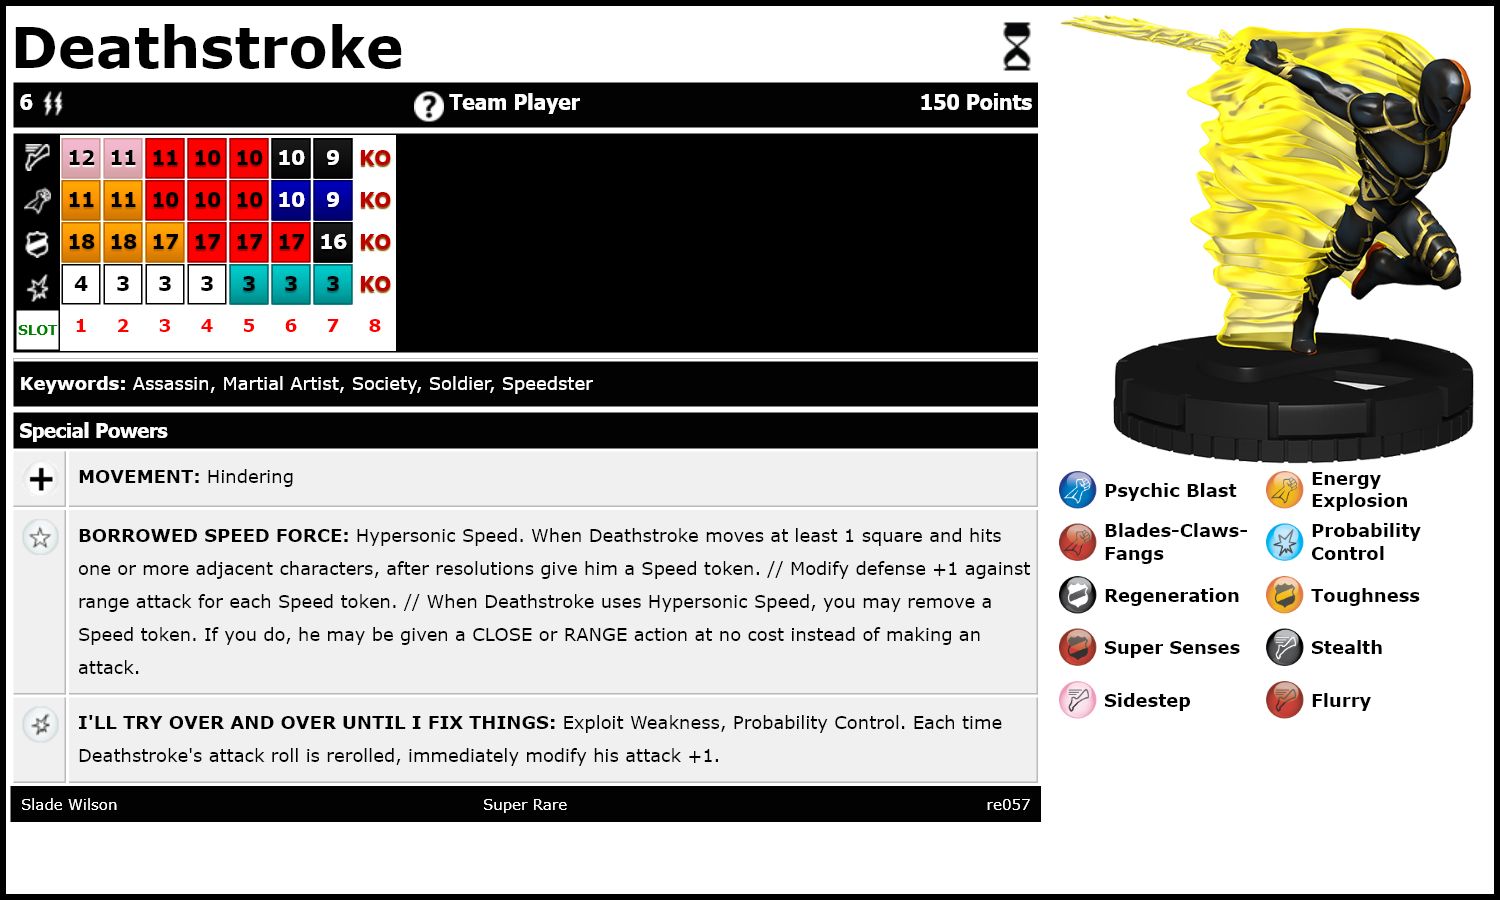 Deathstroke
6 Team Player 150 Points
12 11 11 10 10 10 9 KO
11 11 10 10 10 10 9 KO
18 18 17 17 17 17 16 KO
4 3 3 3 3 3 3 KO
SLOT 1 2 3 4 5 6 7 8
Keywords: Assassin, Martial Artist, Society, Soldier, Speedster
Special Powers
MOVEMENT: Hindering
BORROWED SPEED FORCE: Hypersonic Speed. When Deathstroke moves at least 1 square and hits
one or more adjacent characters, after resolutions give him a Speed token. // Modify defense +1 against
range attack for each Speed token. // When Deathstroke uses Hypersonic Speed, you may remove a
Speed token. If you do, he may be given a CLOSE or RANGE action at no cost instead of making an
attack.
I'LL TRY OVER AND OVER UNTIL I FIX THINGS: Exploit Weakness, Probability Control. Each time
Deathstroke's attack roll is rerolled, immediately modify his attack +1.
Slade Wilson Super Rare re057
Psychic Blast
Energy
Explosion
Blades-Claws-
Fangs
Probability
Control
Regeneration
Toughness
Super Senses
Stealth
Sidestep
Flurry